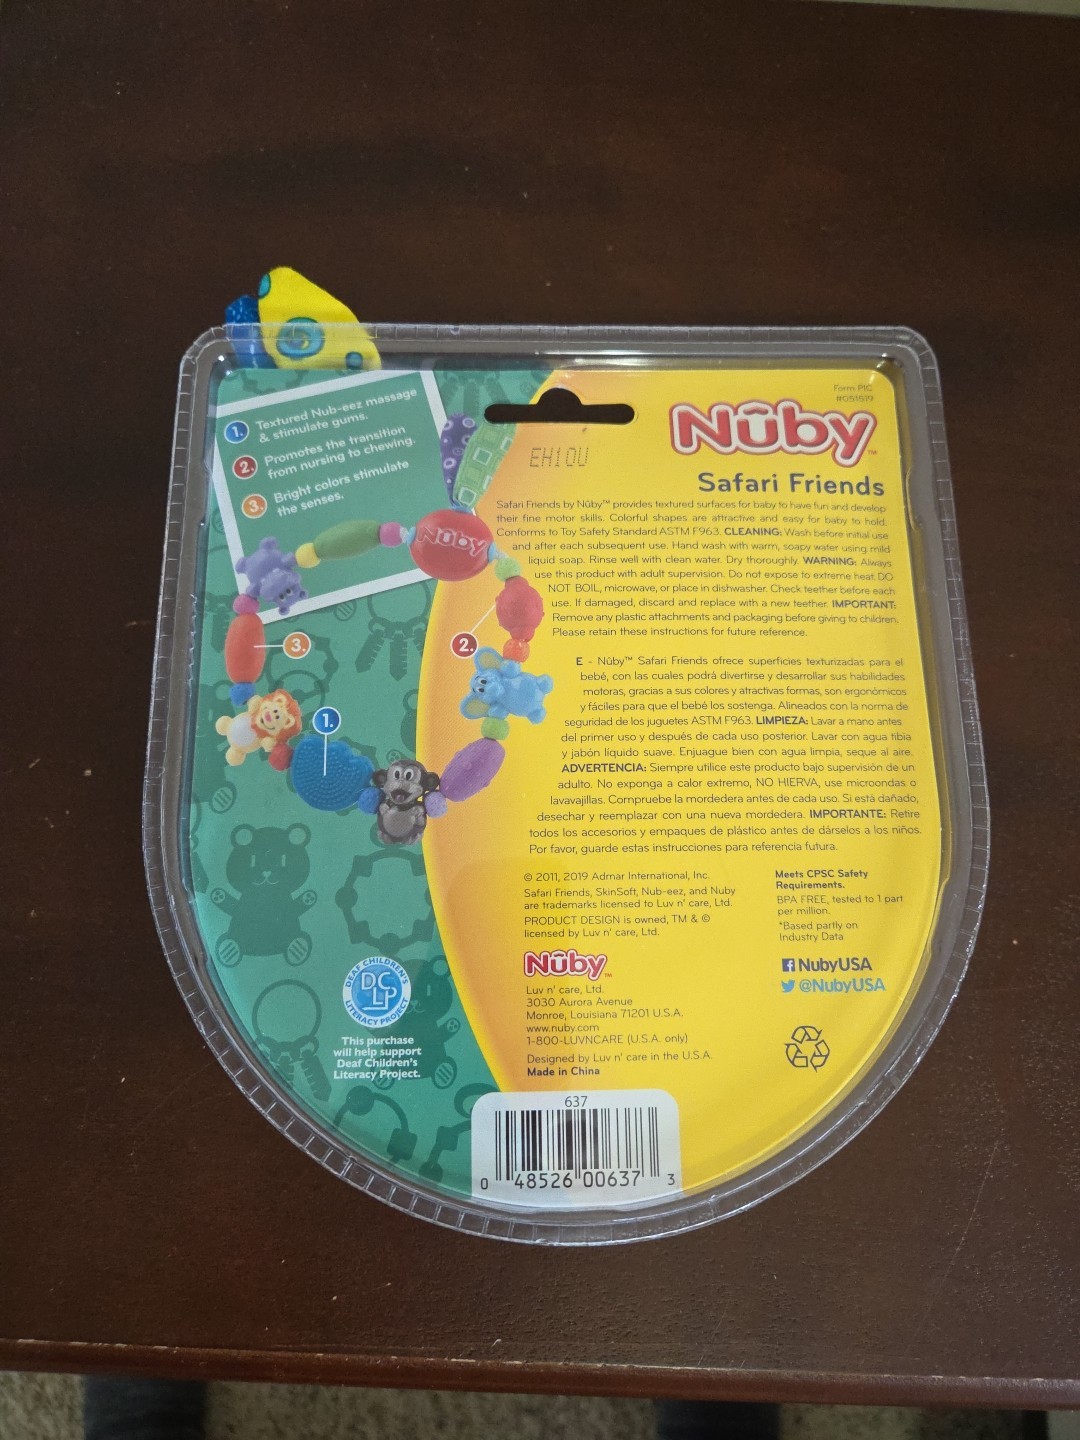 Form: PIC
Nûby™
Safari Friends
EH10U
1. Textured Nub-eez massage
& stimulate gums.
2. Promotes the transition
from nursing to chewing.
3. Bright colors stimulate
the senses.
NUBY
2.
3.
1.
Safari Friends by Nûby™ provides textured surfaces for baby to have fun and develop
their fine motor skills. Colorful shapes are attractive and easy for baby to hold.
Conforms to Toy Safety Standard ASTM F963. CLEANING: Wash before initial use
and after each subsequent use. Hand wash with warm, soapy water using mild
liquid soap. Rinse well with clean water. Dry thoroughly. WARNING: Always
use this product with adult supervision. Do not expose to extreme heat. DO
NOT BOIL, microwave, or place in dishwasher. Check teether before each
use. If damaged, discard and replace with a new teether. IMPORTANT:
Remove any plastic attachments and packaging before giving to children.
Please retain these instructions for future reference.
E - Nûby™ Safari Friends ofrece superficies texturizadas para el
bebé, con las cuales podrá divertirse y desarrollar sus habilidades
motoras, gracias a sus colores y atractivas formas, son ergonómicos
y fáciles para que el bebé los sostenga. Alineados con la norma de
seguridad de los juguetes ASTM F963. LIMPIEZA: Lavar a mano antes
del primer uso y después de cada uso posterior. Lavar con agua tibia
y jabón líquido suave. Enjuague bien con agua limpia, seque al aire.
ADVERTENCIA: Siempre utilice este producto bajo supervisión de un
adulto. No exponga a calor extremo, NO HIERVA, use microondas o
lavavajillas. Compruebe la mordedera antes de cada uso. Si está dañado,
desechar y reemplazar con una nueva mordedera. IMPORTANTE: Retire
todos los accesorios y empaques de plástico antes de dárselos a los niños.
Por favor, guarde estas instrucciones para referencia futura.
© 2011, 2019 Admar International, Inc.
Safari Friends, SkinSoft, Nub-eez, and Nuby
are trademarks licensed to Luv n' care, Ltd.
PRODUCT DESIGN is owned, TM & ©
licensed by Luv n' care, Ltd.
Meets CPSC Safety
Requirements.
BPA FREE, tested to 1 part
per million.
*Based partly on
Industry Data
Nûby™
Luv n' care, Ltd.
3030 Aurora Avenue
Monroe, Louisiana 71201 U.S.A.
www.nuby.com
1-800-LUVNCARE (U.S.A. only)
Designed by Luv n' care in the U.S.A.
Made in China
NubyUSA
@NubyUSA
DEAF CHILDREN'S
DCLP
LITERACY PROJECT
This purchase
will help support
Deaf Children's
Literacy Project.
637
0 48526 00637 3